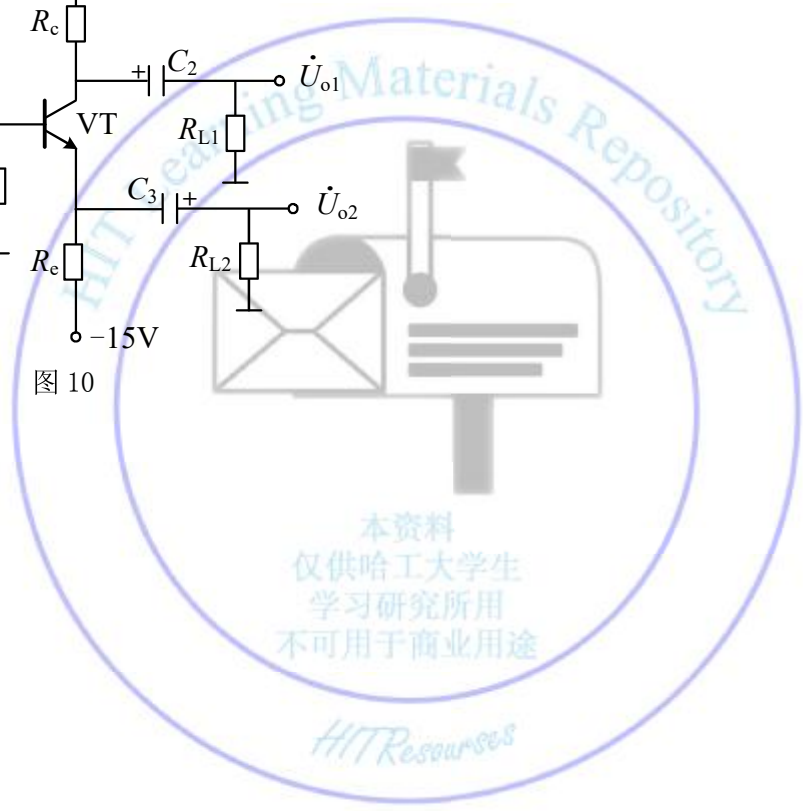 Rc
+ C2
U̇o1
VT
RL1
C3 +
U̇o2
Re
RL2
−15V
图 10
HIT Learning Materials Repository
本资料
仅供哈工大学生
学习研究所用
不可用于商业用途
HITResourses